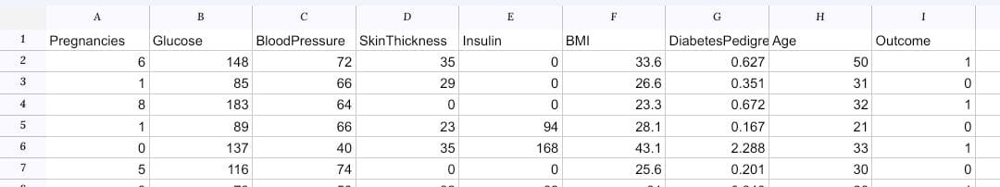 A B C D E F G H I
1 Pregnancies Glucose BloodPressure SkinThickness Insulin BMI DiabetesPedigre Age Outcome
2 6 148 72 35 0 33.6 0.627 50 1
3 1 85 66 29 0 26.6 0.351 31 0
4 8 183 64 0 0 23.3 0.672 32 1
5 1 89 66 23 94 28.1 0.167 21 0
6 0 137 40 35 168 43.1 2.288 33 1
7 5 116 74 0 0 25.6 0.201 30 0